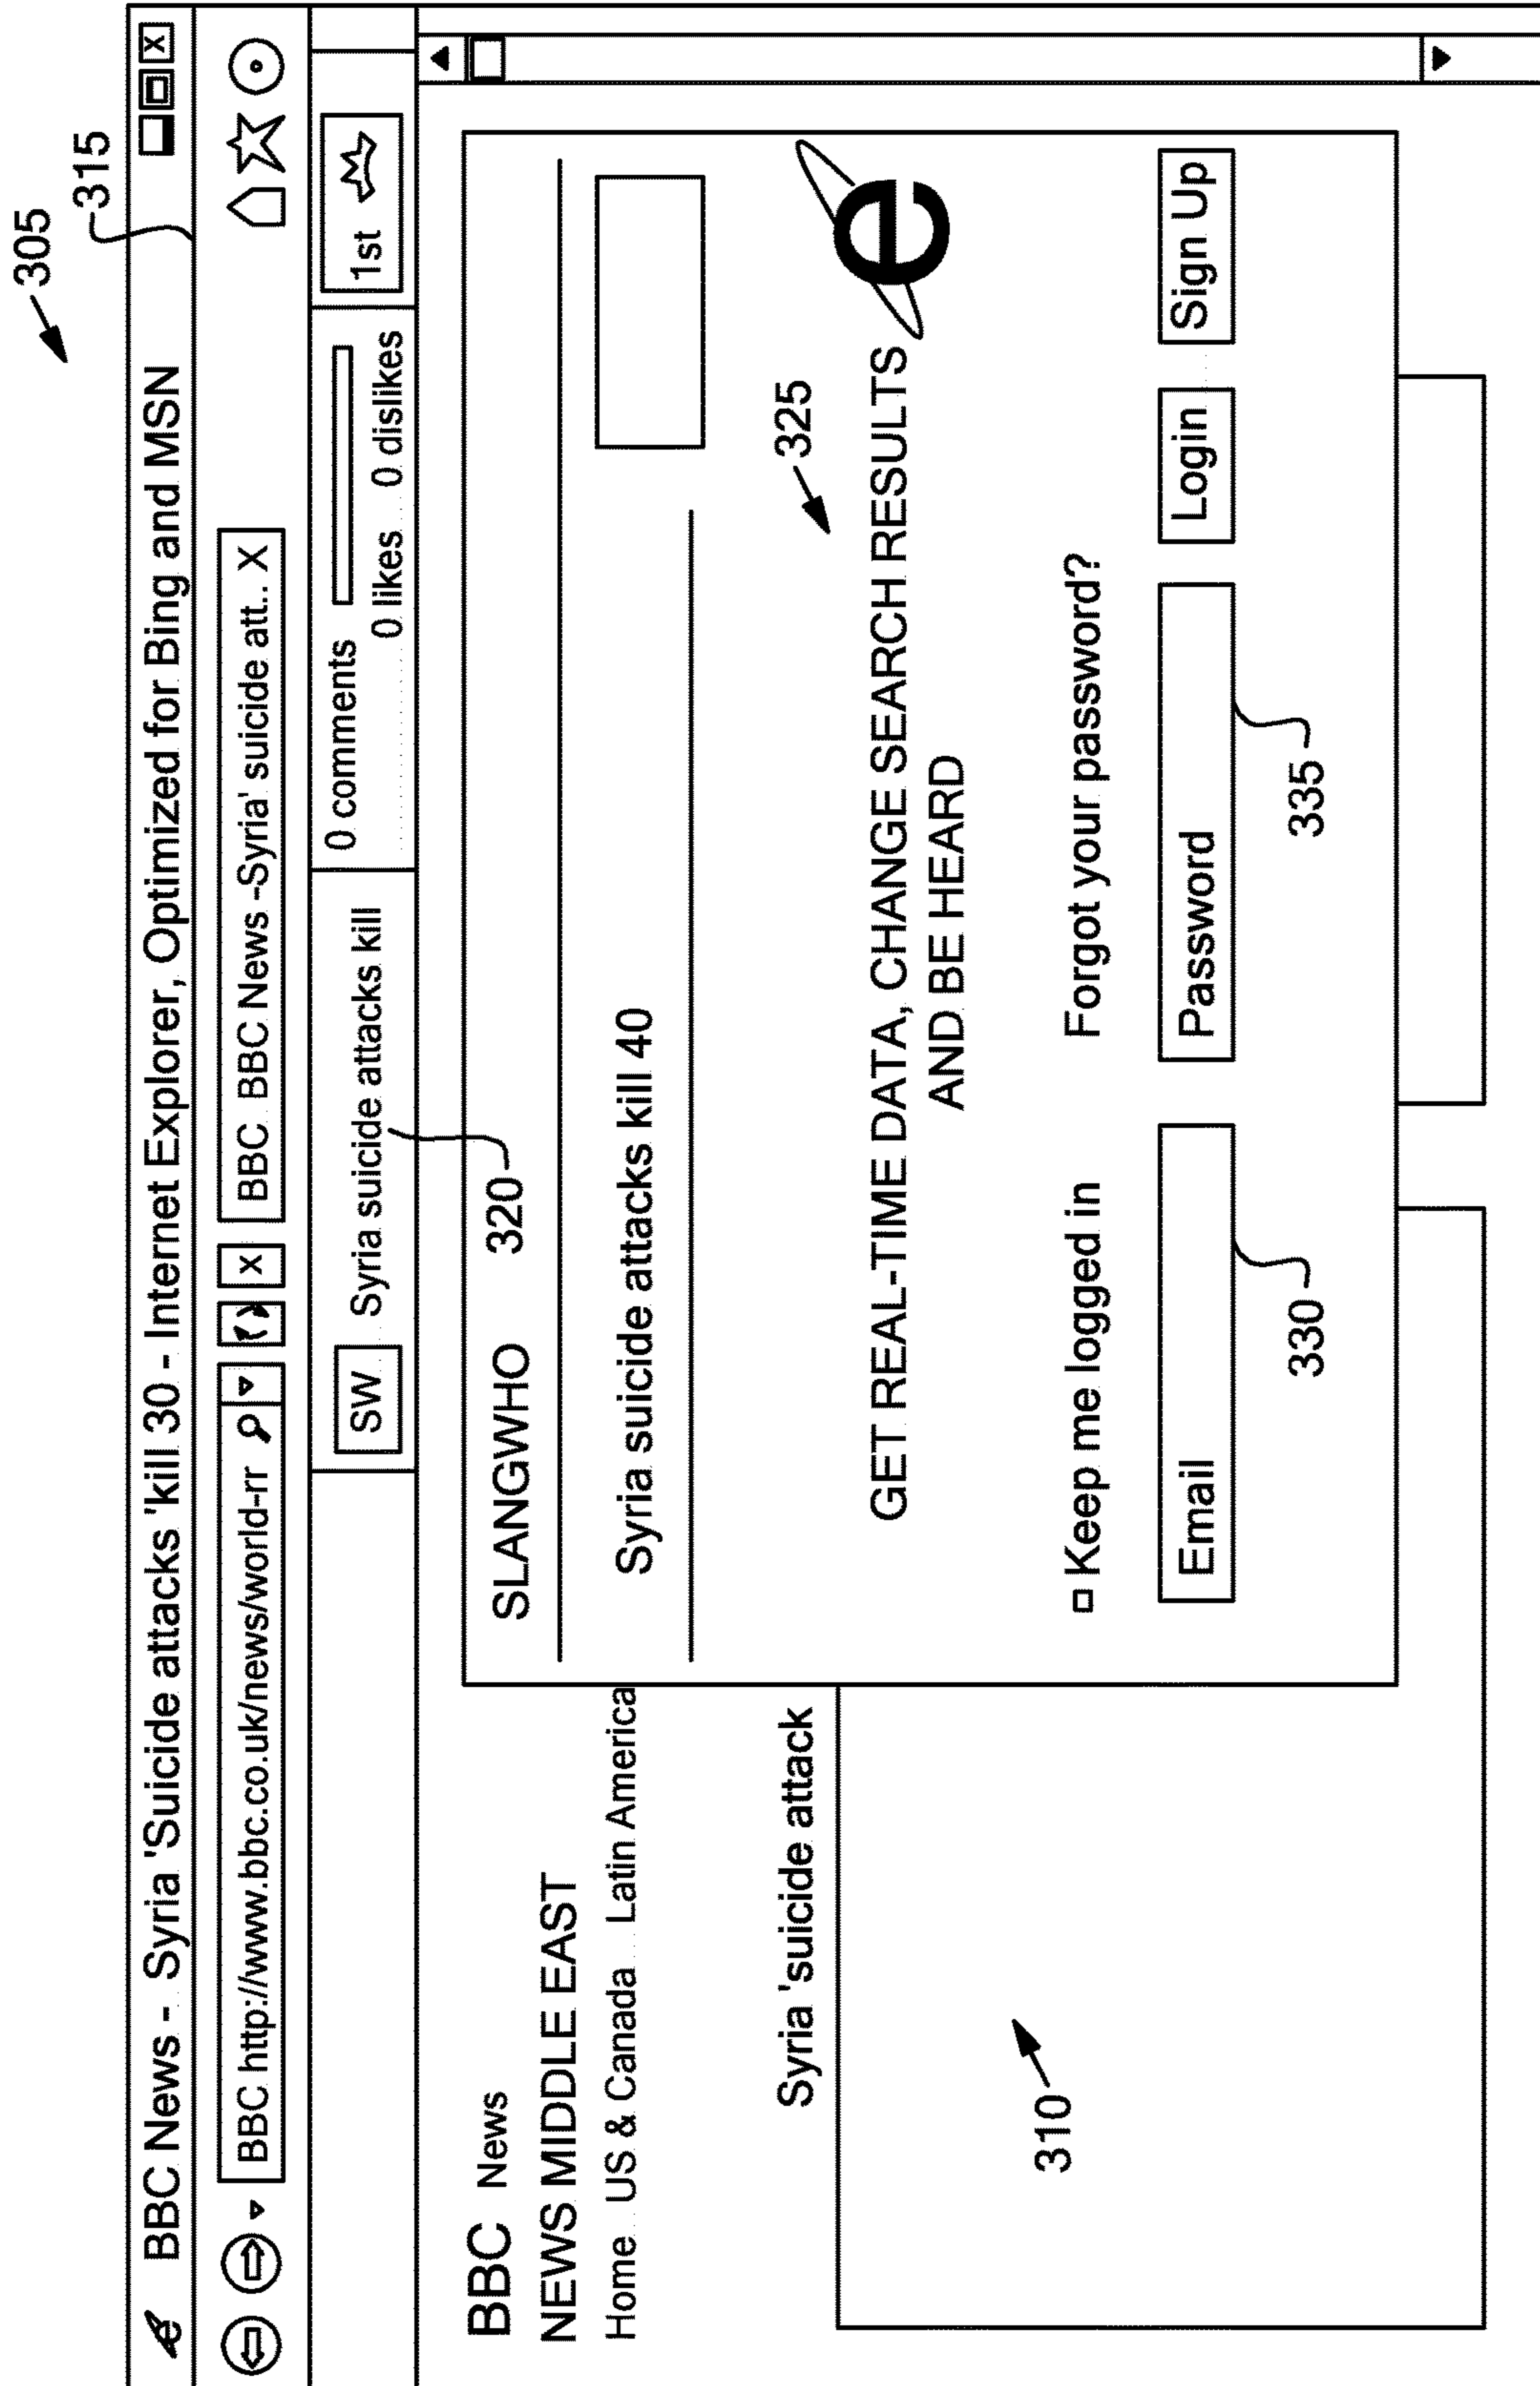 305
315
BBC News - Syria 'Suicide attacks 'kill 30 - Internet Explorer, Optimized for Bing and MSN
X
BBC http://www.bbc.co.uk/news/world-rr
X
BBC BBC News -Syria' suicide att.. X
SW Syria suicide attacks kill
0 comments
0 likes 0 dislikes
1st
BBC News
NEWS MIDDLE EAST
Home US & Canada Latin America
Syria 'suicide attack
310
SLANGWHO
320
Syria suicide attacks kill 40
325
GET REAL-TIME DATA, CHANGE SEARCH RESULTS
AND BE HEARD
e
Keep me logged in Forgot your password?
Email Password Login Sign Up
330 335